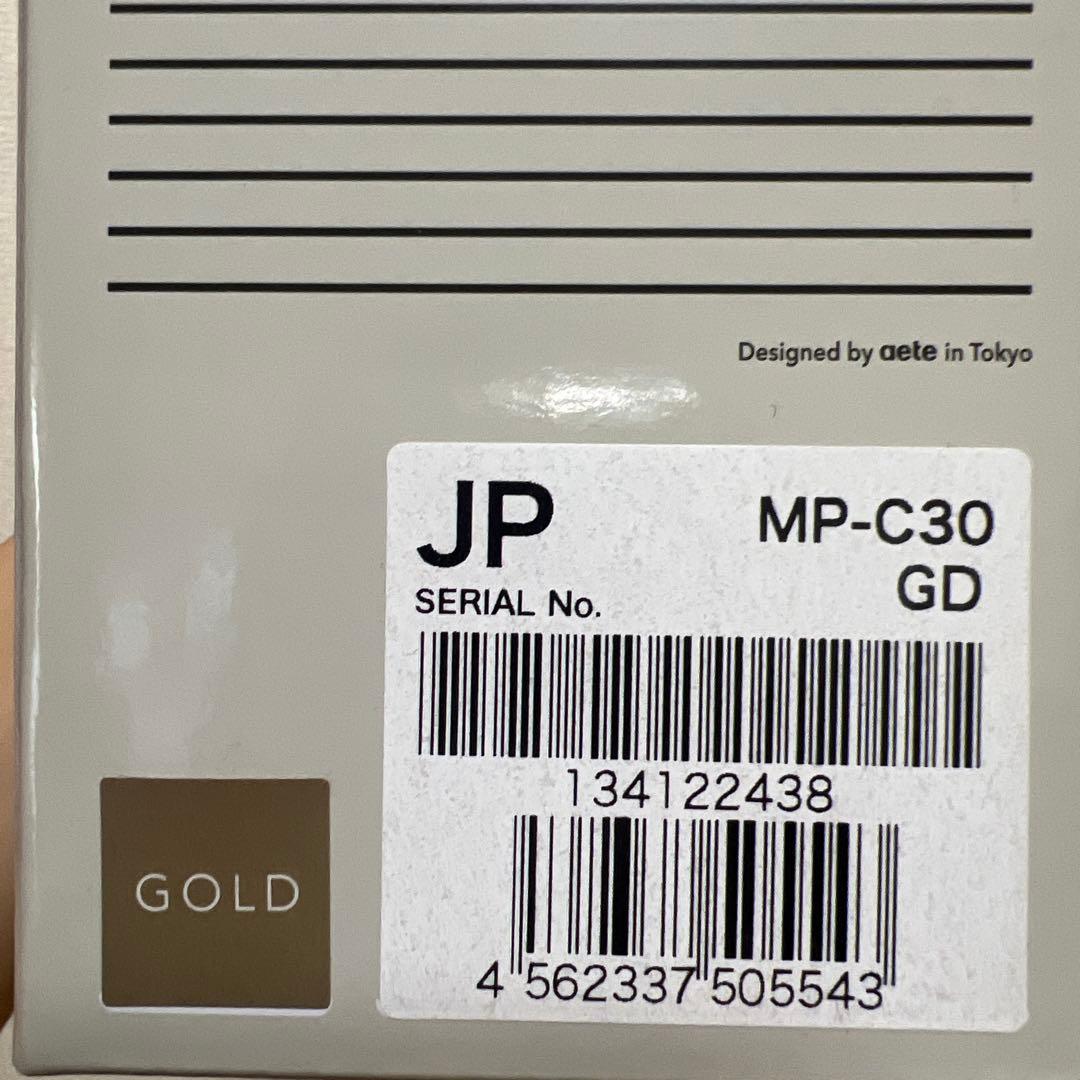 Designed by aete in Tokyo
JP
MP-C30
GD
SERIAL No.
134122438
4 562337 505543
GOLD